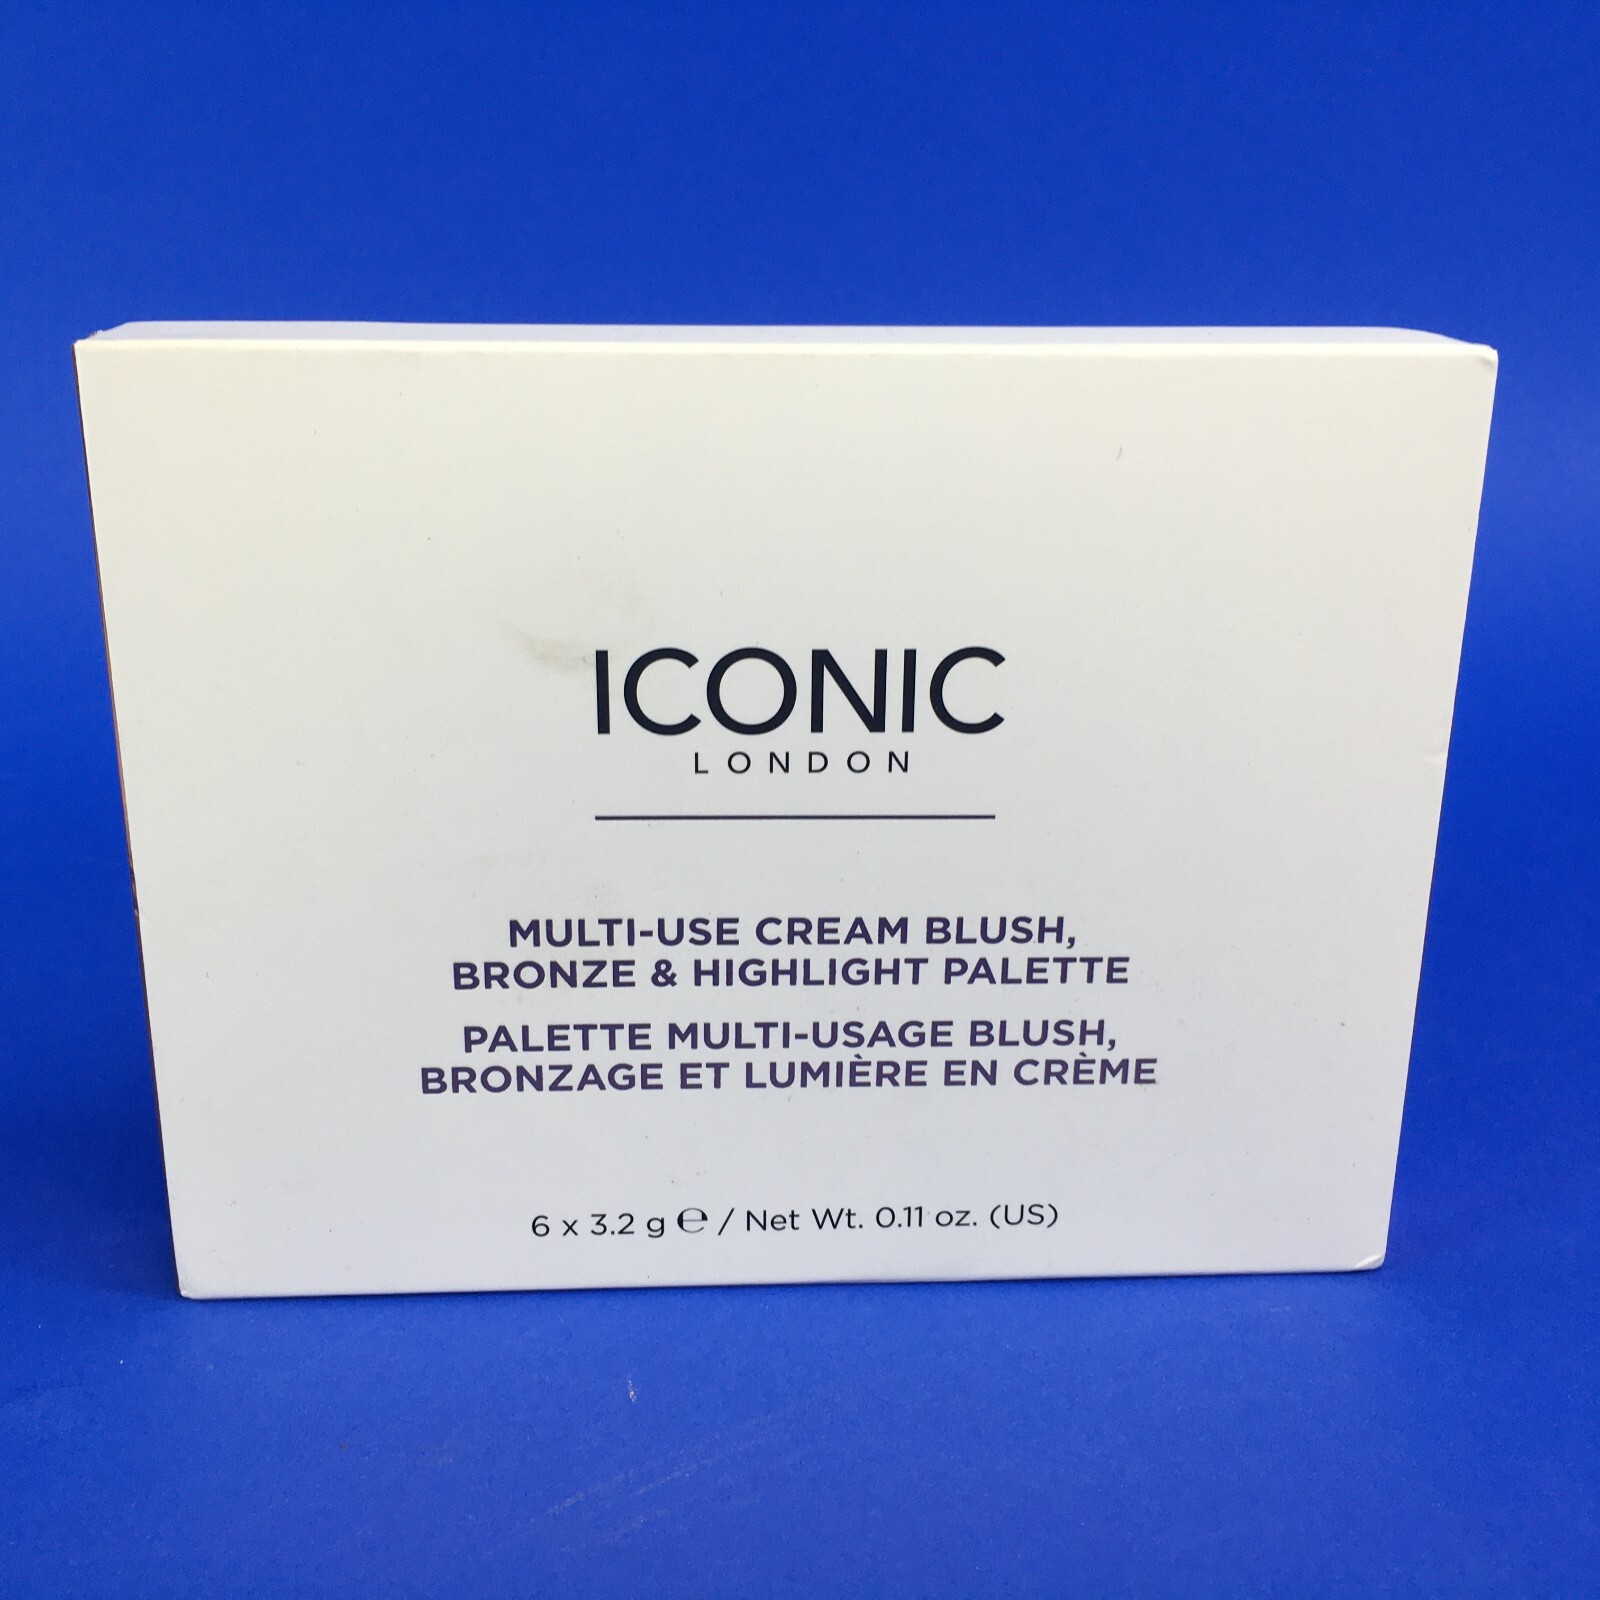 ICONIC
LONDON
MULTI-USE CREAM BLUSH,
BRONZE & HIGHLIGHT PALETTE
PALETTE MULTI-USAGE BLUSH,
BRONZAGE ET LUMIÈRE EN CRÈME
6 x 3.2 g ℮ / Net Wt. 0.11 oz. (US)